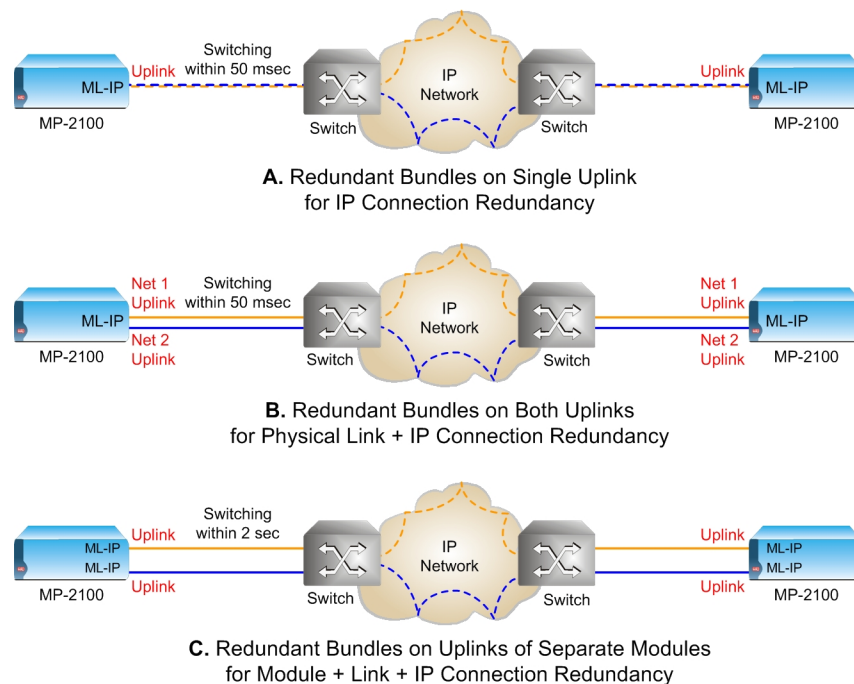 Switching
within 50 msec
Uplink
Uplink
ML-IP
ML-IP
IP
Network
MP-2100
Switch
Switch
MP-2100
A. Redundant Bundles on Single Uplink
for IP Connection Redundancy
Net 1
Uplink
Switching
within 50 msec
Net 1
Uplink
ML-IP
ML-IP
IP
Network
MP-2100
Net 2
Uplink
Switch
Switch
Net 2
Uplink
MP-2100
B. Redundant Bundles on Both Uplinks
for Physical Link + IP Connection Redundancy
Uplink
Switching
within 2 sec
Uplink
ML-IP
ML-IP
ML-IP
ML-IP
IP
Network
MP-2100
Uplink
Switch
Switch
Uplink
MP-2100
C. Redundant Bundles on Uplinks of Separate Modules
for Module + Link + IP Connection Redundancy